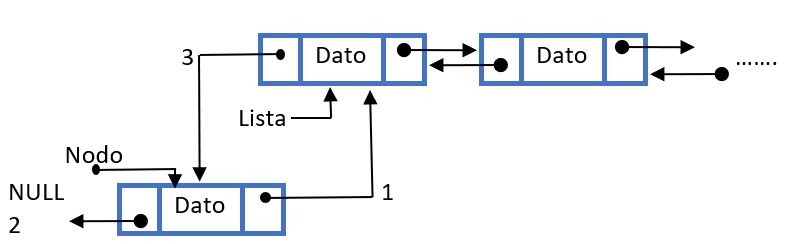 3
Dato
Dato
.......
Lista
Nodo
NULL
2
Dato
1